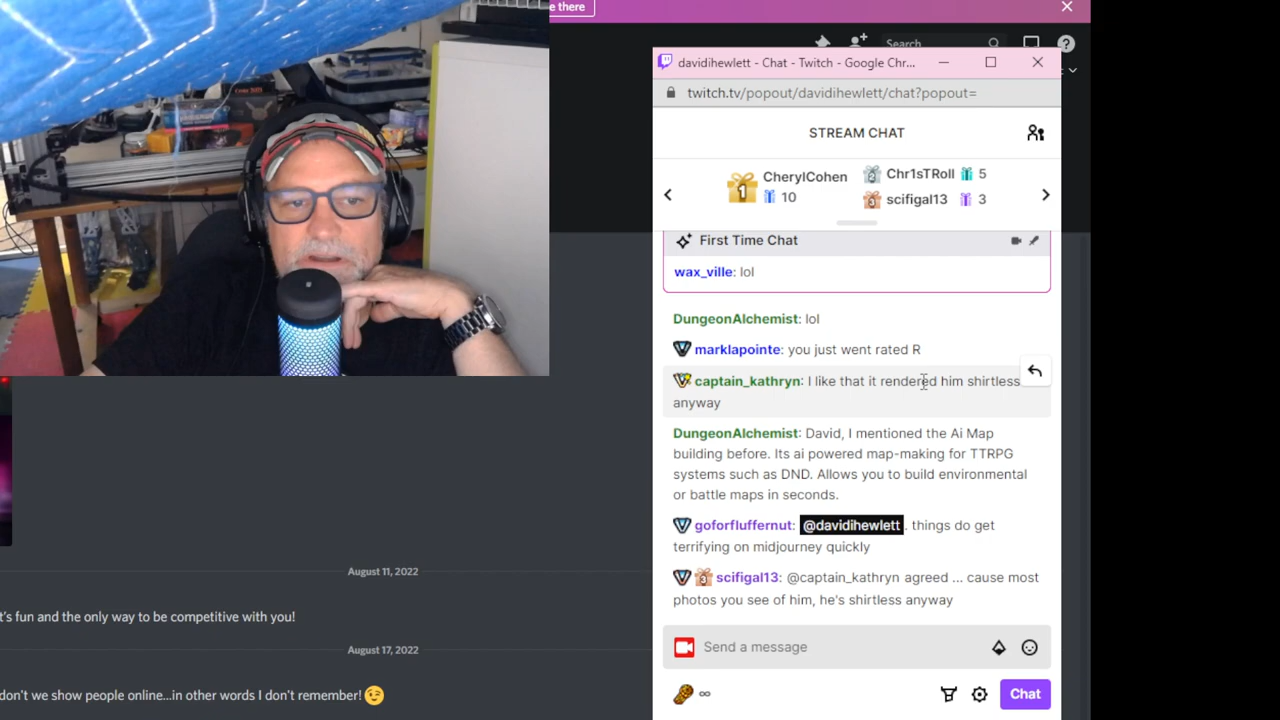 e there
Search
davidihewlett - Chat - Twitch - Google Chr...
twitch.tv/popout/davidihewlett/chat?popout=
STREAM CHAT
1 CherylCohen
10
2 Chr1sTRoll 5
3 scifigal13 3
First Time Chat
wax_ville: lol
DungeonAlchemist: lol
marklapointe: you just went rated R
captain_kathryn: I like that it rendered him shirtless
anyway
DungeonAlchemist: David, I mentioned the Ai Map
building before. Its ai powered map-making for TTRPG
systems such as DND. Allows you to build environmental
or battle maps in seconds.
goforfluffernut: @davidihewlett . things do get
terrifying on midjourney quickly
3 scifigal13: @captain_kathryn agreed ... cause most
photos you see of him, he's shirtless anyway
Send a message
∞
Chat
August 11, 2022
t's fun and the only way to be competitive with you!
August 17, 2022
don't we show people online...in other words I don't remember! 😉